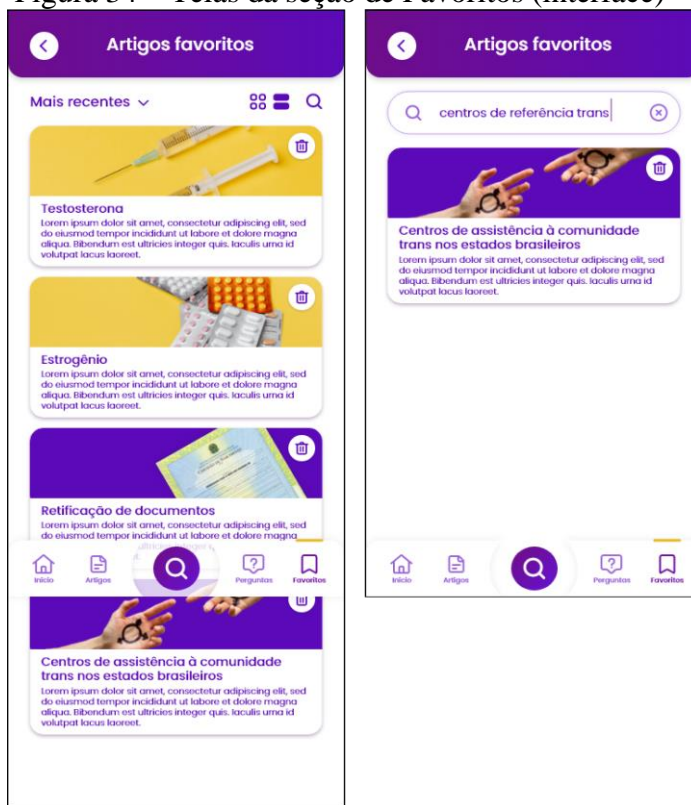 Figura 34 – Telas da seção de Favoritos (interface)
Artigos favoritos
Mais recentes
Testosterona
Lorem ipsum dolor sit amet, consectetur adipiscing elit, sed
do eiusmod tempor incididunt ut labore et dolore magna
aliqua. Bibendum est ultricies integer quis. Iaculis urna id
volutpat lacus laoreet.
Estrogênio
Lorem ipsum dolor sit amet, consectetur adipiscing elit, sed
do eiusmod tempor incididunt ut labore et dolore magna
aliqua. Bibendum est ultricies integer quis. Iaculis urna id
volutpat lacus laoreet.
Retificação de documentos
Lorem ipsum dolor sit amet, consectetur adipiscing elit, sed
do eiusmod tempor incididunt ut labore et dolore magna
Início
Artigos
Perguntas
Favoritos
Centros de assistência à comunidade
trans nos estados brasileiros
Lorem ipsum dolor sit amet, consectetur adipiscing elit, sed
do eiusmod tempor incididunt ut labore et dolore magna
aliqua. Bibendum est ultricies integer quis. Iaculis urna id
volutpat lacus laoreet.
Artigos favoritos
centros de referência trans
Centros de assistência à comunidade
trans nos estados brasileiros
Lorem ipsum dolor sit amet, consectetur adipiscing elit, sed
do eiusmod tempor incididunt ut labore et dolore magna
aliqua. Bibendum est ultricies integer quis. Iaculis urna id
volutpat lacus laoreet.
Início
Artigos
Perguntas
Favoritos